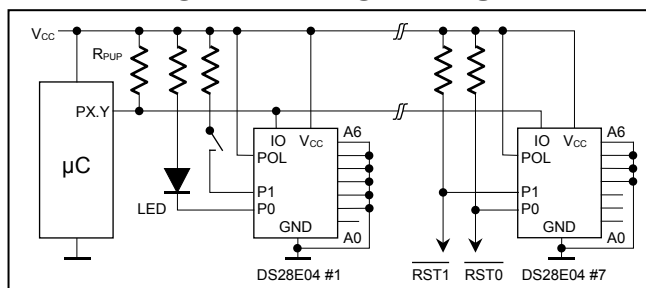 VCC
RPUP
PX.Y
µC
LED
IO VCC
POL
P1
P0
GND
A6
A0
DS28E04 #1
RST1
RST0
IO VCC
POL
P1
P0
GND
A6
A0
DS28E04 #7